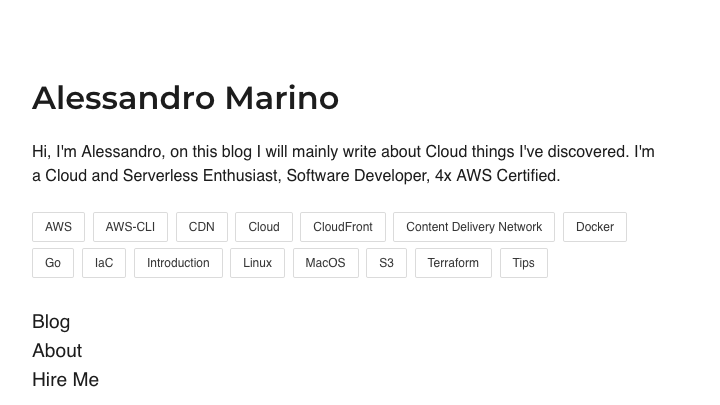 Alessandro Marino
Hi, I'm Alessandro, on this blog I will mainly write about Cloud things I've discovered. I'm
a Cloud and Serverless Enthusiast, Software Developer, 4x AWS Certified.
AWS AWS-CLI CDN Cloud CloudFront Content Delivery Network Docker
Go IaC Introduction Linux MacOS S3 Terraform Tips
Blog
About
Hire Me